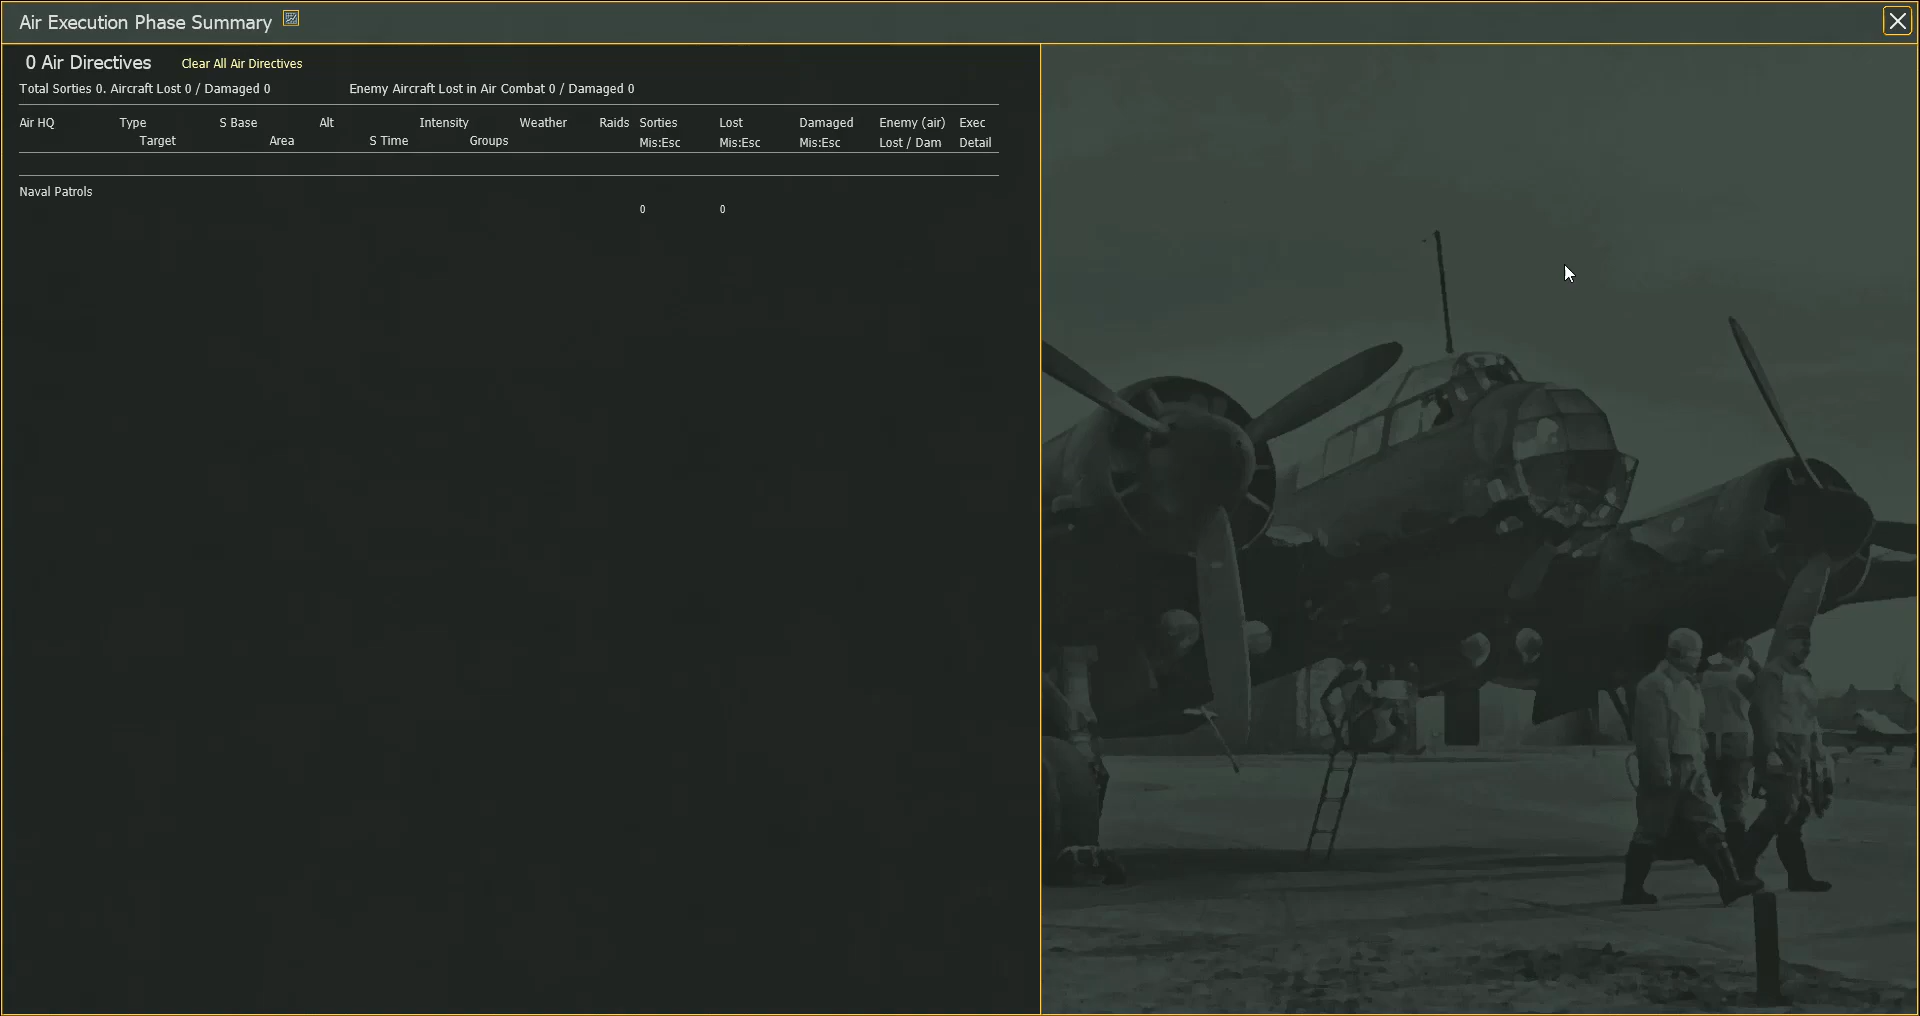 Air Execution Phase Summary
0 Air Directives Clear All Air Directives
Total Sorties 0. Aircraft Lost 0 / Damaged 0 Enemy Aircraft Lost in Air Combat 0 / Damaged 0
Air HQ Type S Base Alt Intensity Weather Raids Sorties Lost Damaged Enemy (air) Exec
Target Area S Time Groups Mis:Esc Mis:Esc Mis:Esc Lost / Dam Detail
Naval Patrols
0 0